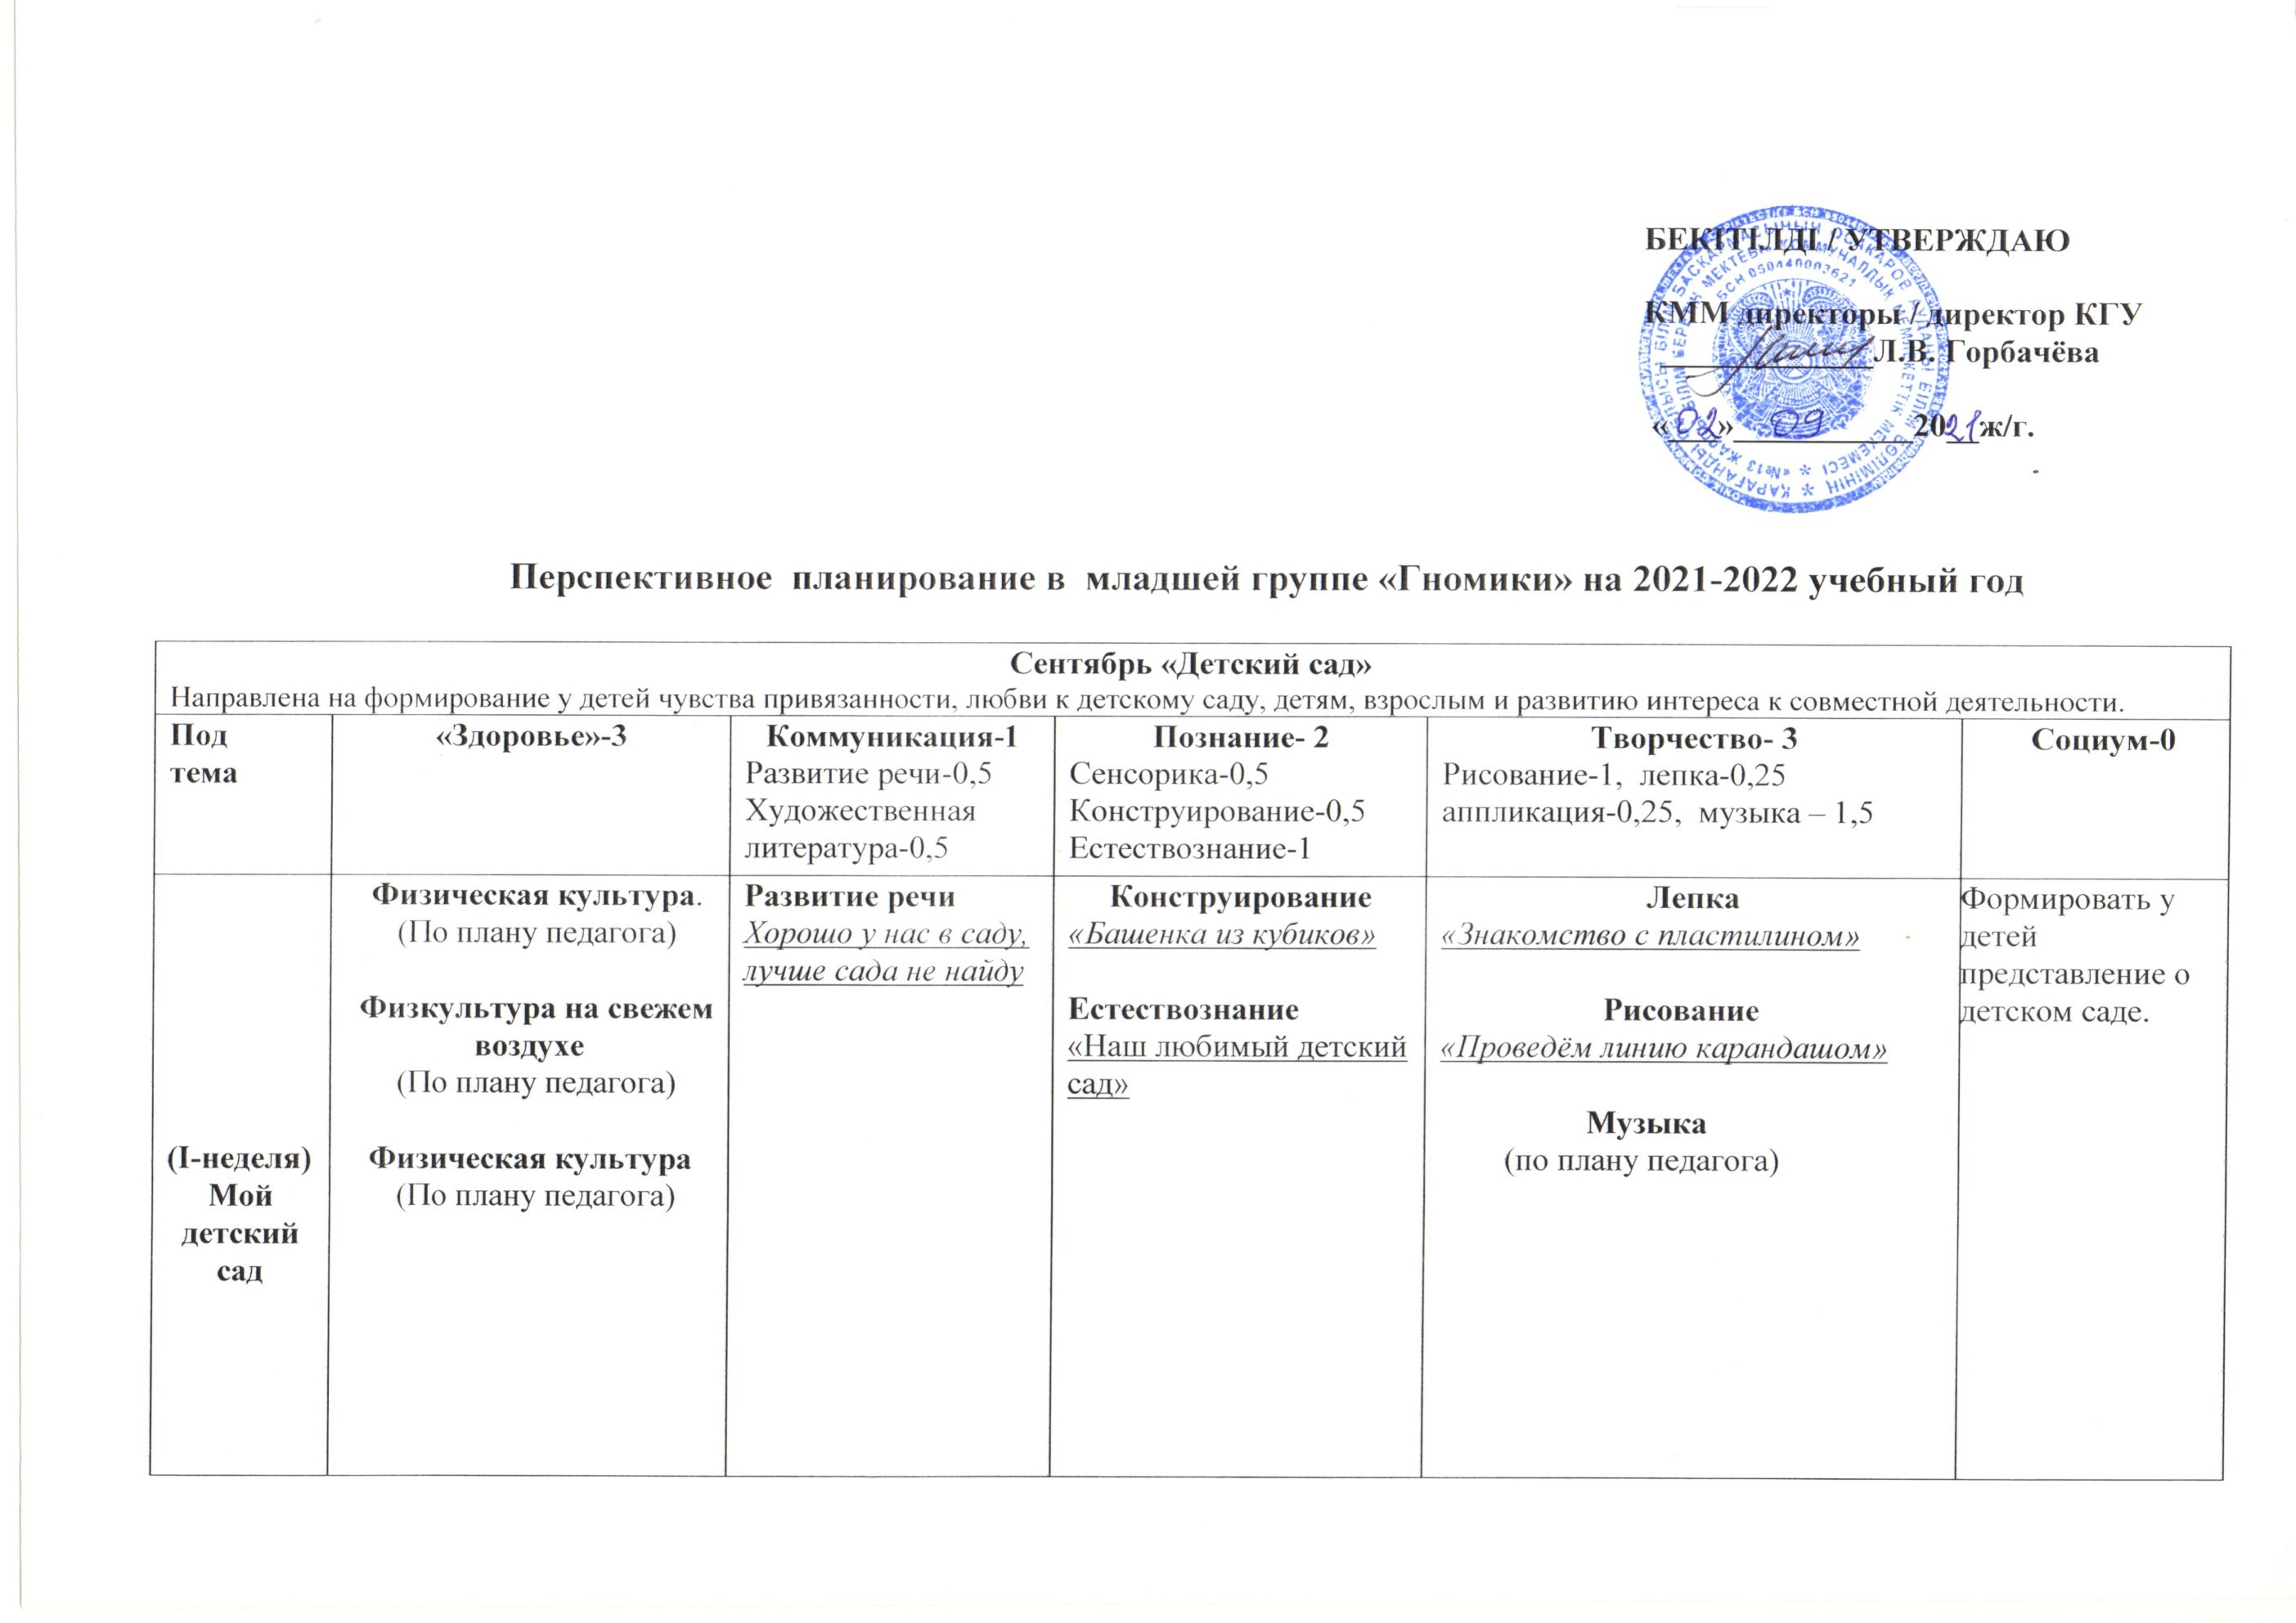 БЕКІТІЛДІ / УТВЕРЖДАЮ
КММ директоры / директор КГУ
Л.В. Горбачёва
«02» 09 2021 ж/г.
БСН 050440003621
Перспективное планирование в младшей группе «Гномики» на 2021-2022 учебный год
Сентябрь «Детский сад»
Направлена на формирование у детей чувства привязанности, любви к детскому саду, детям, взрослым и развитию интереса к совместной деятельности.
Под
тема
«Здоровье»-3
Коммуникация-1
Развитие речи-0,5
Художественная
литература-0,5
Познание- 2
Сенсорика-0,5
Конструирование-0,5
Естествознание-1
Творчество- 3
Рисование-1, лепка-0,25
аппликация-0,25, музыка – 1,5
Социум-0
(I-неделя)
Мой
детский
сад
Физическая культура.
(По плану педагога)
Физкультура на свежем
воздухе
(По плану педагога)
Физическая культура
(По плану педагога)
Развитие речи
Хорошо у нас в саду,
лучше сада не найду
Конструирование
«Башенка из кубиков»
Естествознание
«Наш любимый детский
сад»
Лепка
«Знакомство с пластилином»
Рисование
«Проведём линию карандашом»
Музыка
(по плану педагога)
Формировать у
детей
представление о
детском саде.